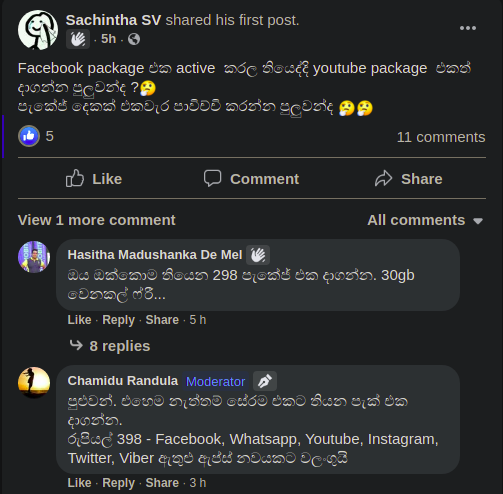 Sachintha SV shared his first post.
· 5h ·
Facebook package එක active කරල තියෙද්දි youtube package එකත්
දාගන්න පුලුවන්ද ?🤔
පැකේජ් දෙකක් එකවැර පාවිච්චි කරන්න පුලුවන්ද 🤔🤔
5
11 comments
Like
Comment
Share
View 1 more comment
All comments
Hasitha Madushanka De Mel
ඔය ඔක්කොම තියෙන 298 පැකේජ් එක දාගන්න. 30gb
වෙනකල් ෆ්රී...
Like · Reply · Share · 5 h
8 replies
Chamidu Randula Moderator
පුළුවන්. එහෙම නැත්තම් සේරම එකට තියන පැක් එක
දාගන්න.
රුපියල් 398 - Facebook, Whatsapp, Youtube, Instagram,
Twitter, Viber ඇතුළු ඇප්ස් නවයකට වලංගුයි
Like · Reply · Share · 3 h